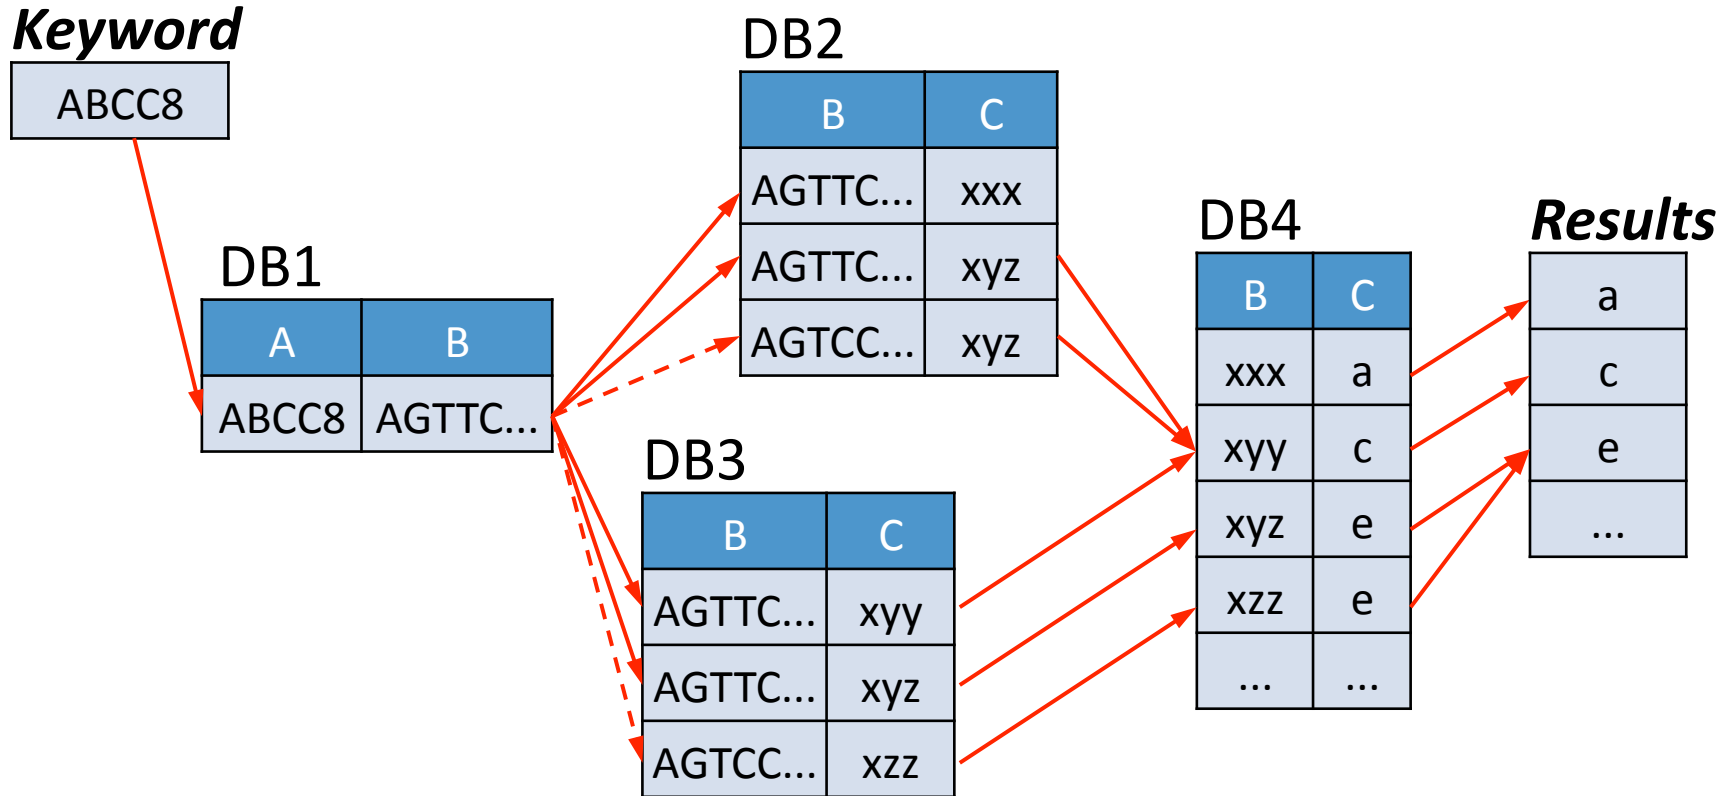 Keyword
ABCC8
DB1
A B
ABCC8 AGTTC...
DB2
B C
AGTTC... xxx
AGTTC... xyz
AGTCC... xyz
DB3
B C
AGTTC... xyy
AGTTC... xyz
AGTCC... xzz
DB4
B C
xxx a
xyy c
xyz e
xzz e
... ...
Results
a
c
e
...